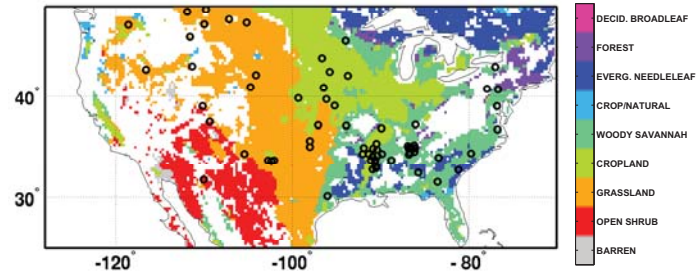 40°
30°
-120°
-100°
-80°
DECID. BROADLEAF
FOREST
EVERG. NEEDLELEAF
CROP/NATURAL
WOODY SAVANNAH
CROPLAND
GRASSLAND
OPEN SHRUB
BARREN